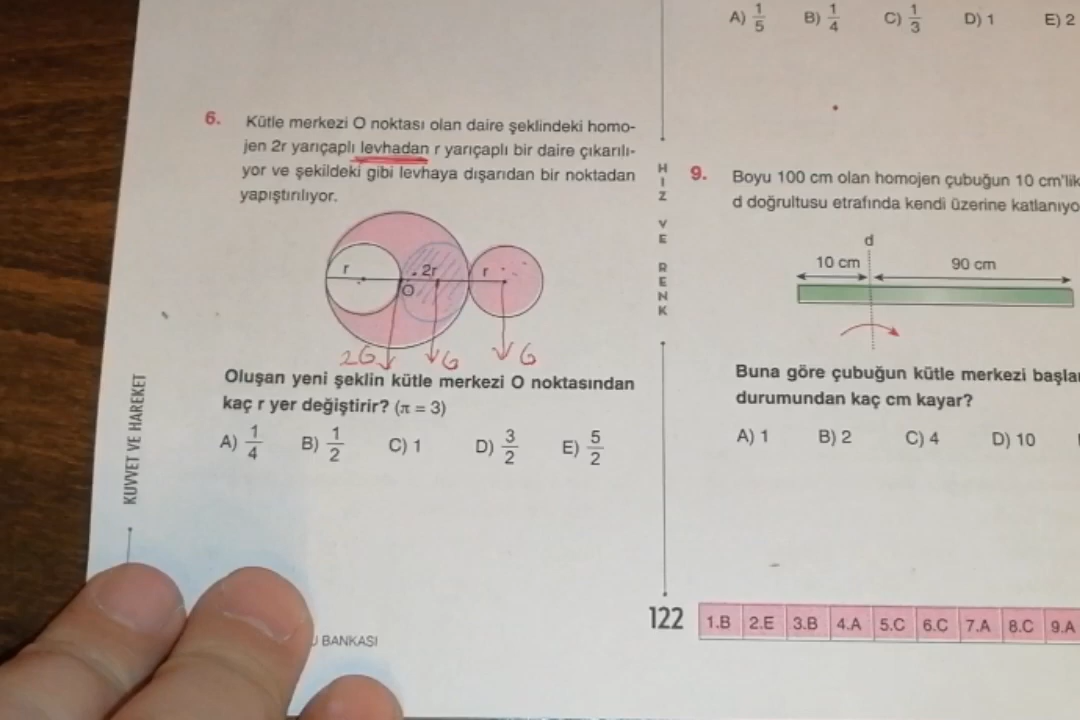 A) 1/5 B) 1/4 C) 1/3 D) 1 E) 2
6. Kütle merkezi O noktası olan daire şeklindeki homo-
jen 2r yarıçaplı levhadan r yarıçaplı bir daire çıkarılı-
yor ve şekildeki gibi levhaya dışarıdan bir noktadan
yapıştırılıyor.
r
2r
r
O
2G
G
G
Oluşan yeni şeklin kütle merkezi O noktasından
kaç r yer değiştirir? (π = 3)
A) 1/4 B) 1/2 C) 1 D) 3/2 E) 5/2
KUVVET VE HAREKET
BANKASI
HIZ VE RENK
9. Boyu 100 cm olan homojen çubuğun 10 cm'lik
d doğrultusu etrafında kendi üzerine katlanıyo
d
10 cm
90 cm
Buna göre çubuğun kütle merkezi başla
durumundan kaç cm kayar?
A) 1 B) 2 C) 4 D) 10
122
1.B 2.E 3.B 4.A 5.C 6.C 7.A 8.C 9.A